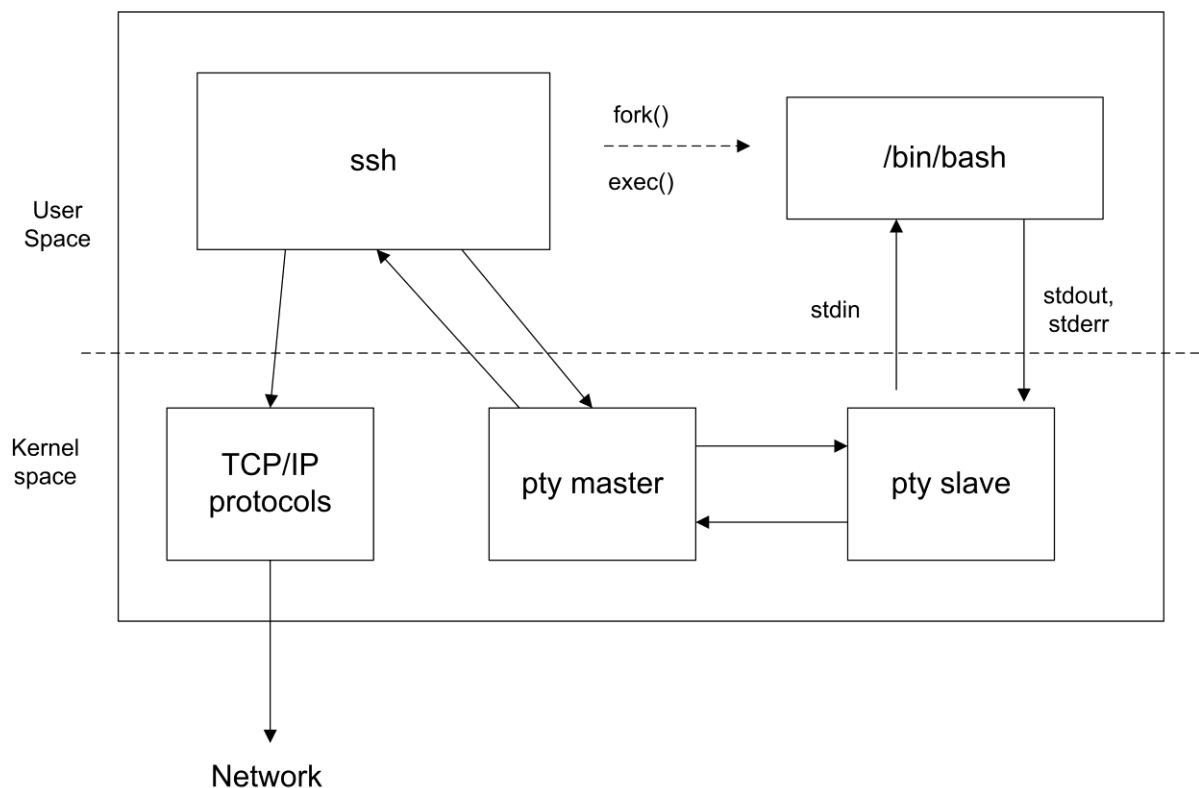 fork()
ssh
/bin/bash
exec()
User
Space
stdin
stdout,
stderr
Kernel
space
TCP/IP
protocols
pty master
pty slave
Network